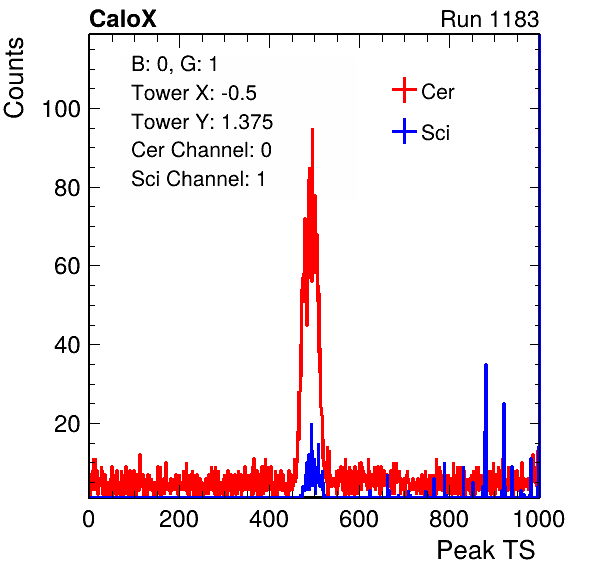 CaloX
Run 1183
Counts
B: 0, G: 1
Tower X: -0.5
Tower Y: 1.375
Cer Channel: 0
Sci Channel: 1
Cer
Sci
100
80
60
40
20
0 200 400 600 800 1000
Peak TS